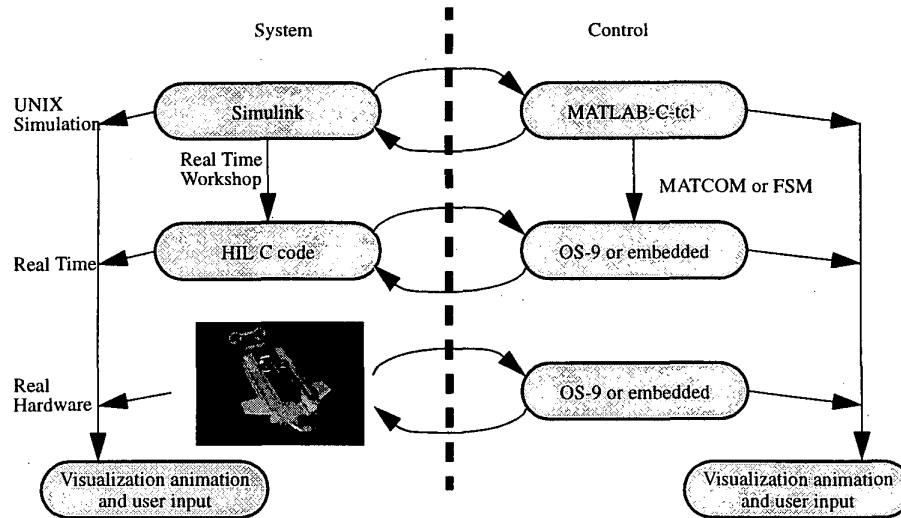 System
Control
UNIX
Simulation
Simulink
MATLAB-C-tcl
Real Time
Workshop
MATCOM or FSM
Real Time
HIL C code
OS-9 or embedded
Real
Hardware
OS-9 or embedded
Visualization animation
and user input
Visualization animation
and user input